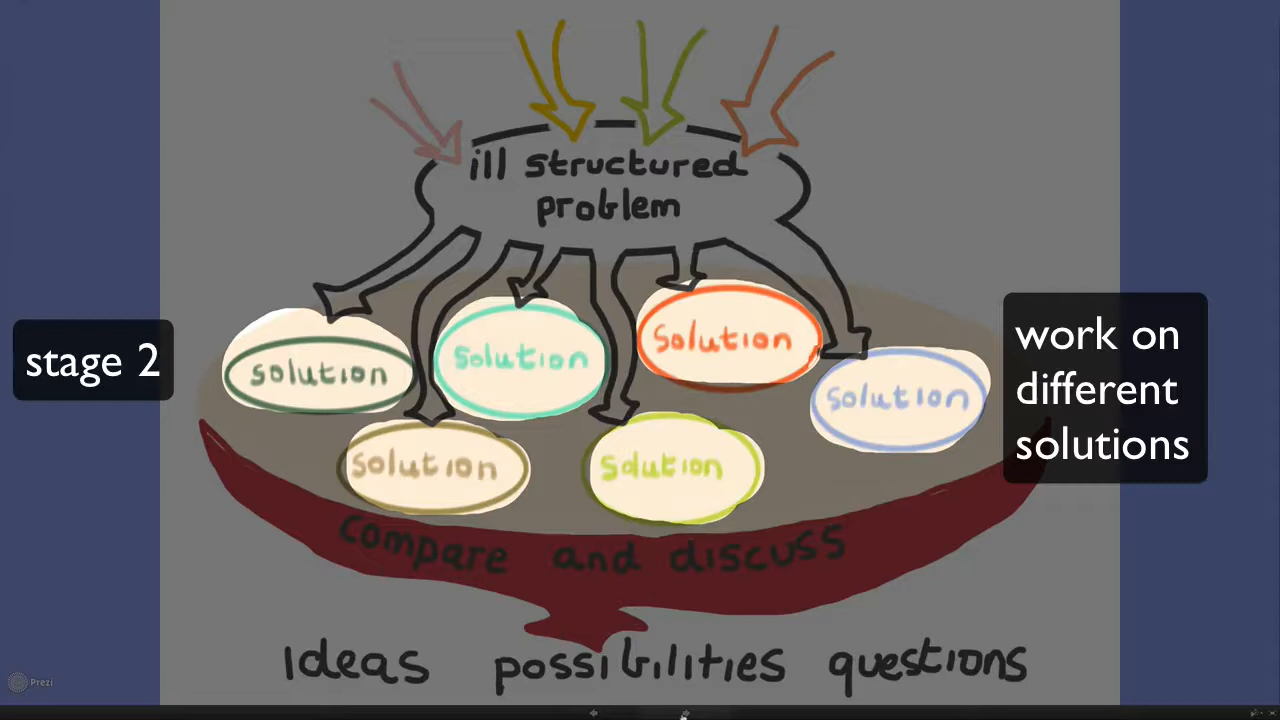 ill structured
problem
stage 2
work on
different
solutions
solution
solution
solution
solution
solution
solution
compare and discuss
ideas possibilities questions
Prezi